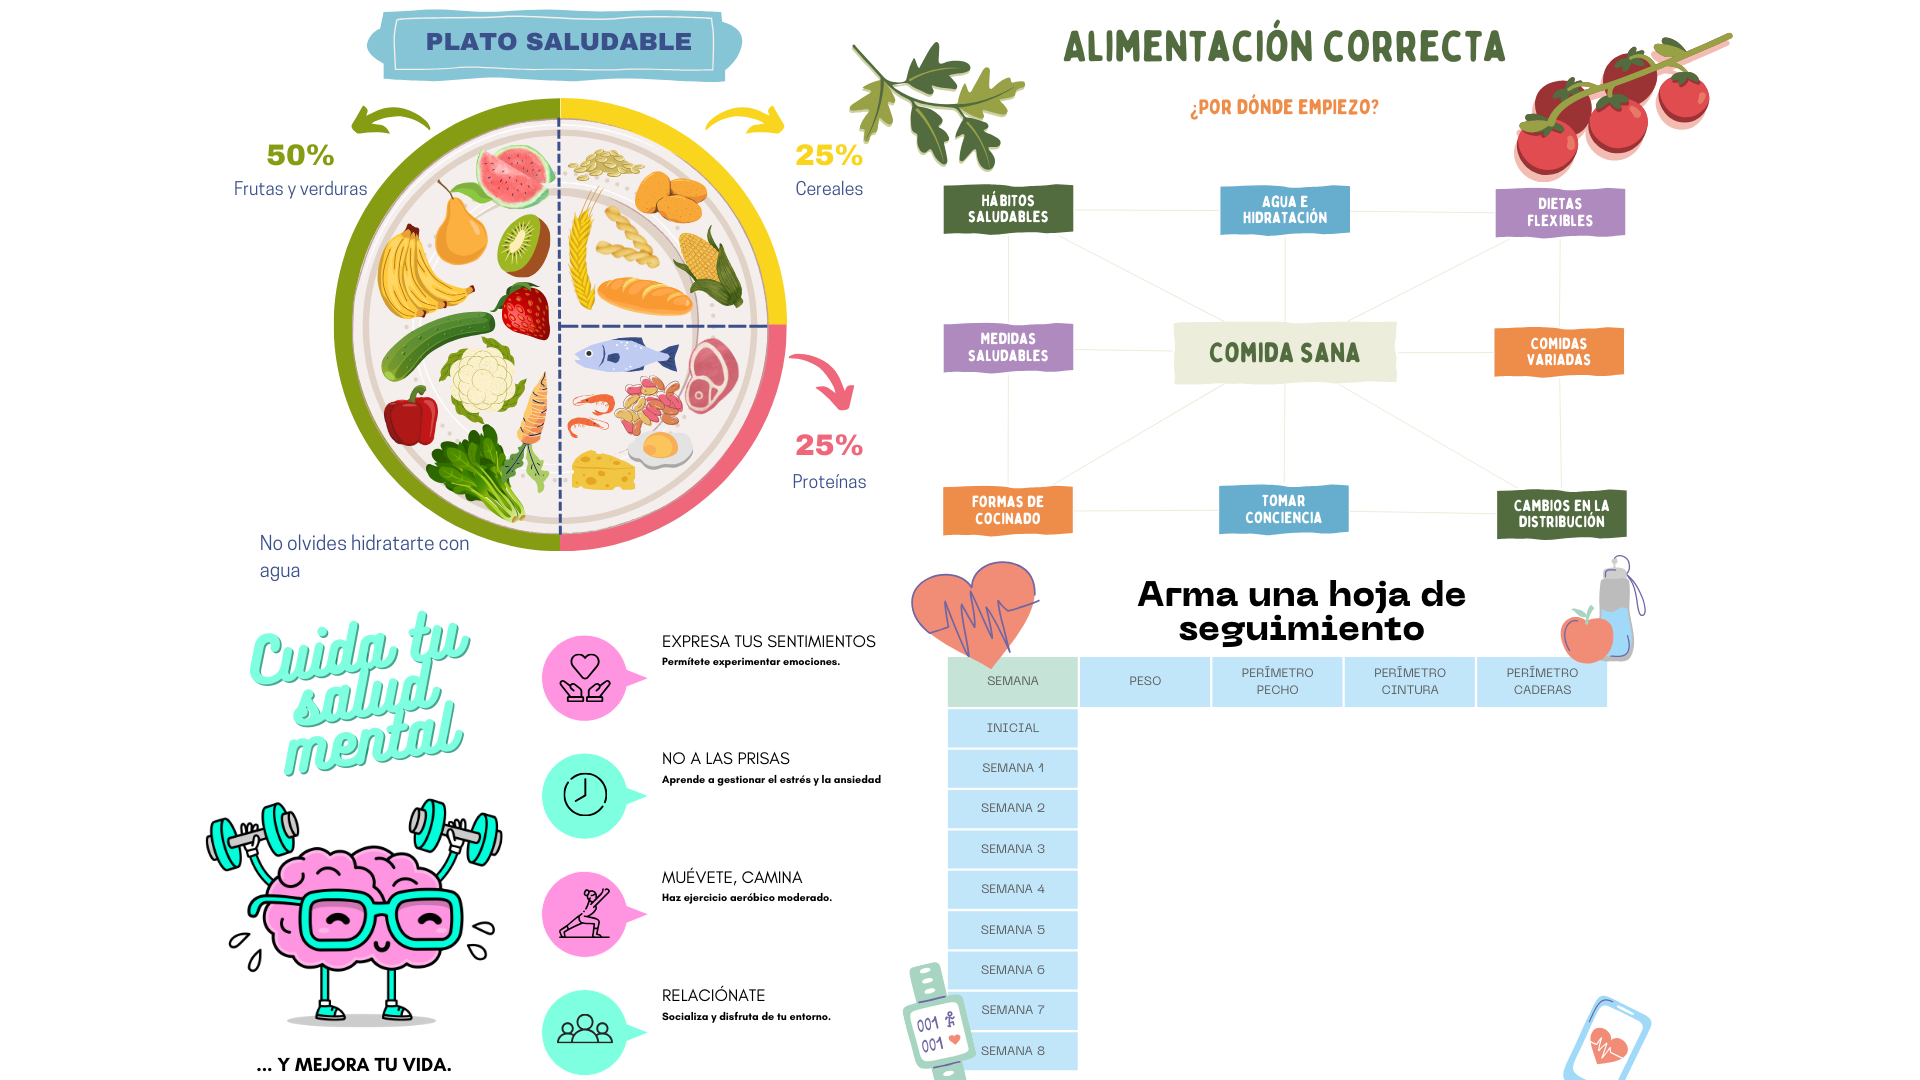 PLATO SALUDABLE
50%
Frutas y verduras
25%
Cereales
25%
Proteínas
No olvides hidratarte con
agua
ALIMENTACIÓN CORRECTA
¿POR DÓNDE EMPIEZO?
HÁBITOS
SALUDABLES
AGUA E
HIDRATACIÓN
DIETAS
FLEXIBLES
MEDIDAS
SALUDABLES
COMIDA SANA
COMIDAS
VARIADAS
FORMAS DE
COCINADO
TOMAR
CONCIENCIA
CAMBIOS EN LA
DISTRIBUCIÓN
Cuida tu
salud
mental
... Y MEJORA TU VIDA.
EXPRESA TUS SENTIMIENTOS
Permítete experimentar emociones.
NO A LAS PRISAS
Aprende a gestionar el estrés y la ansiedad
MUÉVETE, CAMINA
Haz ejercicio aeróbico moderado.
RELACIÓNATE
Socializa y disfruta de tu entorno.
Arma una hoja de
seguimiento
SEMANA
PESO
PERÍMETRO
PECHO
PERÍMETRO
CINTURA
PERÍMETRO
CADERAS
INICIAL
SEMANA 1
SEMANA 2
SEMANA 3
SEMANA 4
SEMANA 5
SEMANA 6
SEMANA 7
SEMANA 8
001
001